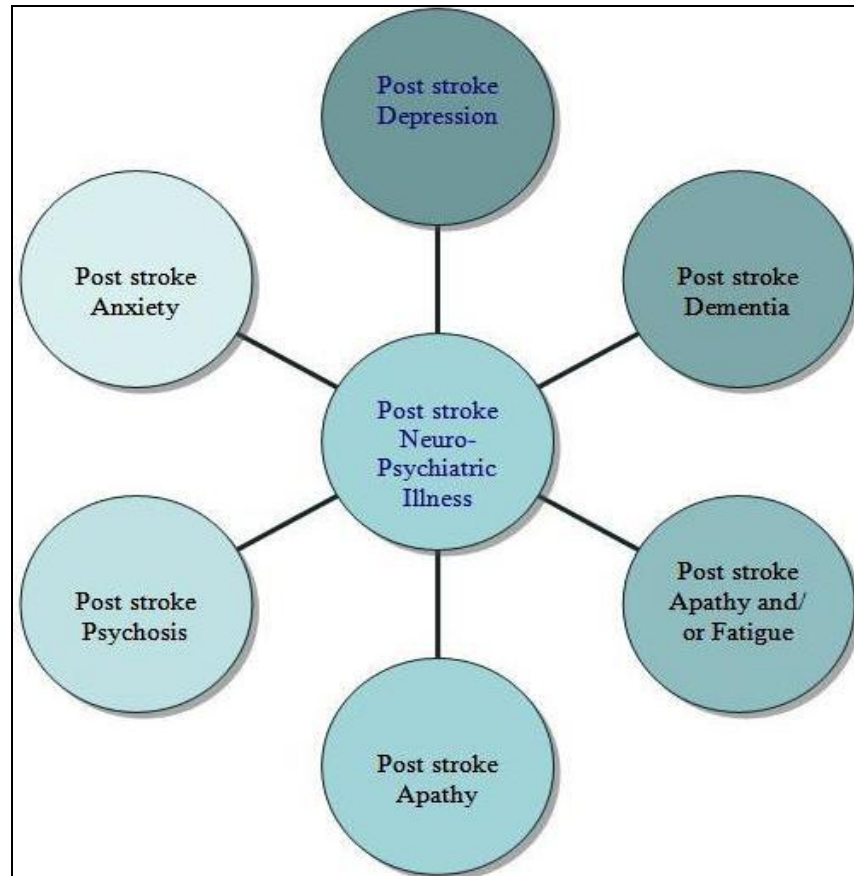 Post stroke
Depression
Post stroke
Anxiety
Post stroke
Dementia
Post stroke
Neuro-
Psychiatric
Illness
Post stroke
Psychosis
Post stroke
Apathy and/
or Fatigue
Post stroke
Apathy